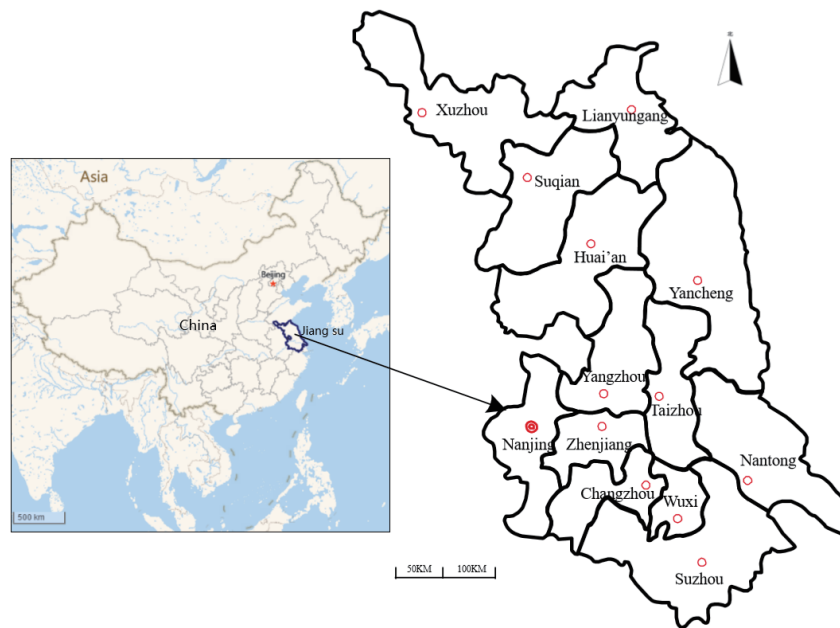 Asia
Beijing
China
Jiang su
500 km
Xuzhou
Lianyungang
Suqian
Huai'an
Yancheng
Yangzhou
Taizhou
Nanjing
Zhenjiang
Nantong
Changzhou
Wuxi
Suzhou
50KM 100KM